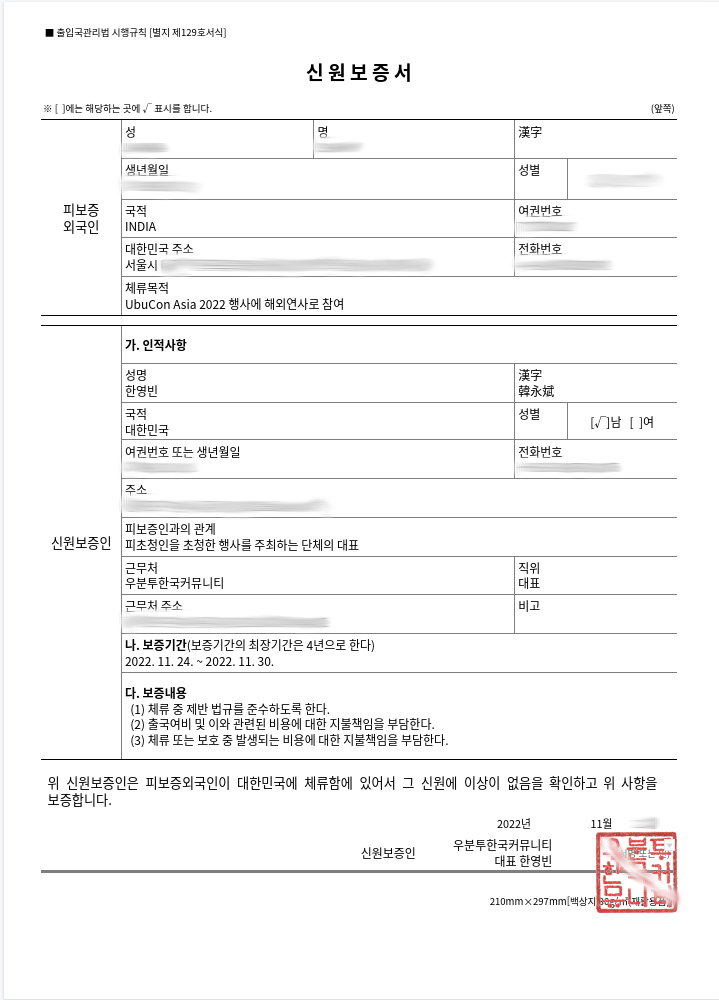 ■ 출입국관리법 시행규칙 [별지 제129호서식]
신 원 보 증 서
※ [ ]에는 해당하는 곳에 √ 표시를 합니다.
(앞쪽)
피보증
외국인
성
명
漢字
생년월일
성별
국적
INDIA
여권번호
대한민국 주소
서울시
전화번호
체류목적
UbuCon Asia 2022 행사에 해외연사로 참여
신원보증인
가. 인적사항
성명
한영빈
漢字
韓永斌
국적
대한민국
성별
[√]남 [ ]여
여권번호 또는 생년월일
전화번호
주소
피보증인과의 관계
피초청인을 초청한 행사를 주최하는 단체의 대표
근무처
우분투한국커뮤니티
직위
대표
근무처 주소
비고
나. 보증기간(보증기간의 최장기간은 4년으로 한다)
2022. 11. 24. ~ 2022. 11. 30.
다. 보증내용
(1) 체류 중 제반 법규를 준수하도록 한다.
(2) 출국여비 및 이와 관련된 비용에 대한 지불책임을 부담한다.
(3) 체류 또는 보호 중 발생되는 비용에 대한 지불책임을 부담한다.
위 신원보증인은 피보증외국인이 대한민국에 체류함에 있어서 그 신원에 이상이 없음을 확인하고 위 사항을
보증합니다.
2022년 11월
신원보증인
우분투한국커뮤니티
대표 한영빈
210mm×297mm[백상지